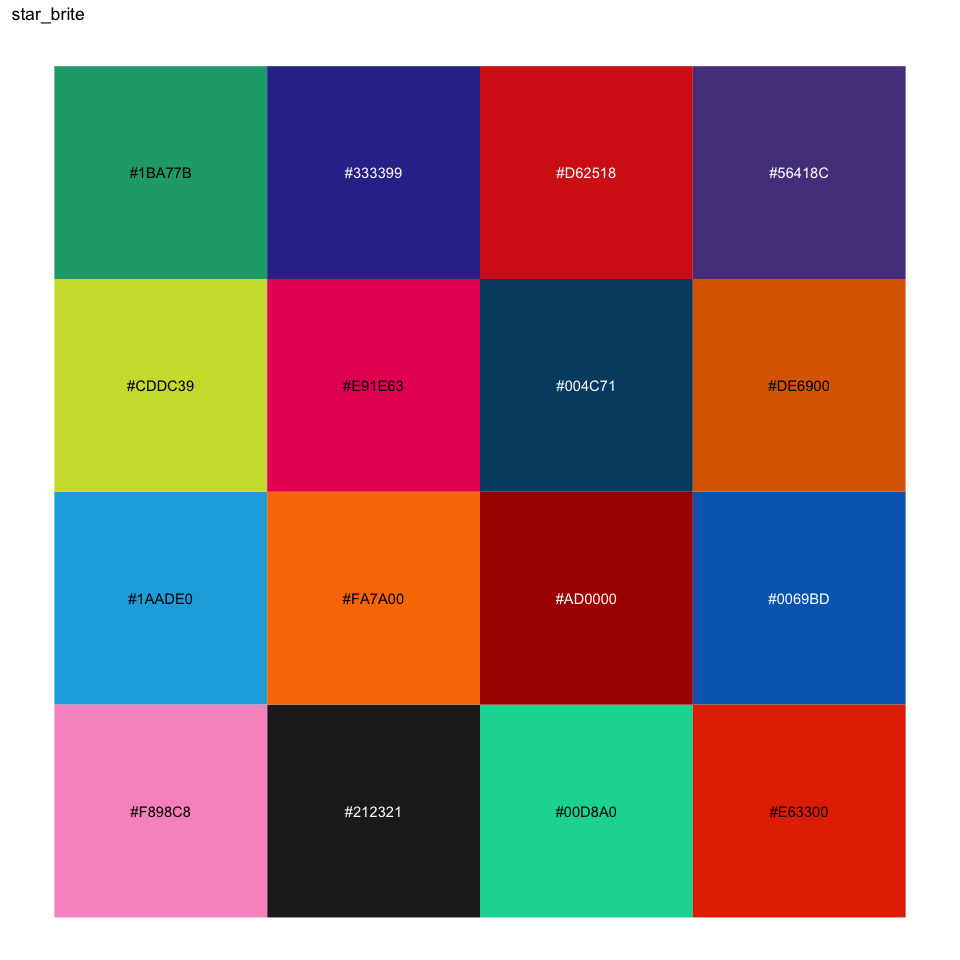 star_brite
#1BA77B #333399 #D62518 #56418C
#CDDC39 #E91E63 #004C71 #DE6900
#1AADE0 #FA7A00 #AD0000 #0069BD
#F898C8 #212321 #00D8A0 #E63300